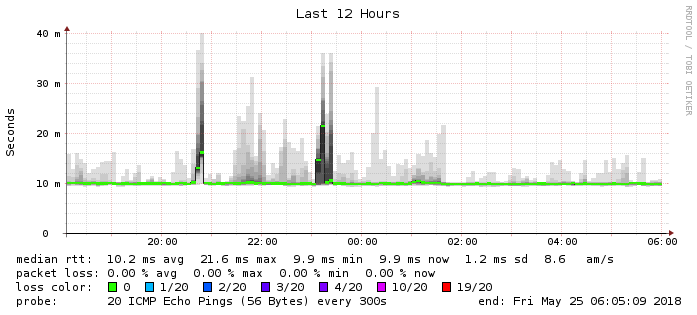 Last 12 Hours
RRDTOOL / TOBI OETIKER
Seconds
40 m
30 m
20 m
10 m
0
20:00 22:00 00:00 02:00 04:00 06:00
median rtt: 10.2 ms avg 21.6 ms max 9.9 ms min 9.9 ms now 1.2 ms sd 8.6 am/s
packet loss: 0.00 % avg 0.00 % max 0.00 % min 0.00 % now
loss color: 0 1/20 2/20 3/20 4/20 10/20 19/20
probe: 20 ICMP Echo Pings (56 Bytes) every 300s end: Fri May 25 06:05:09 2018